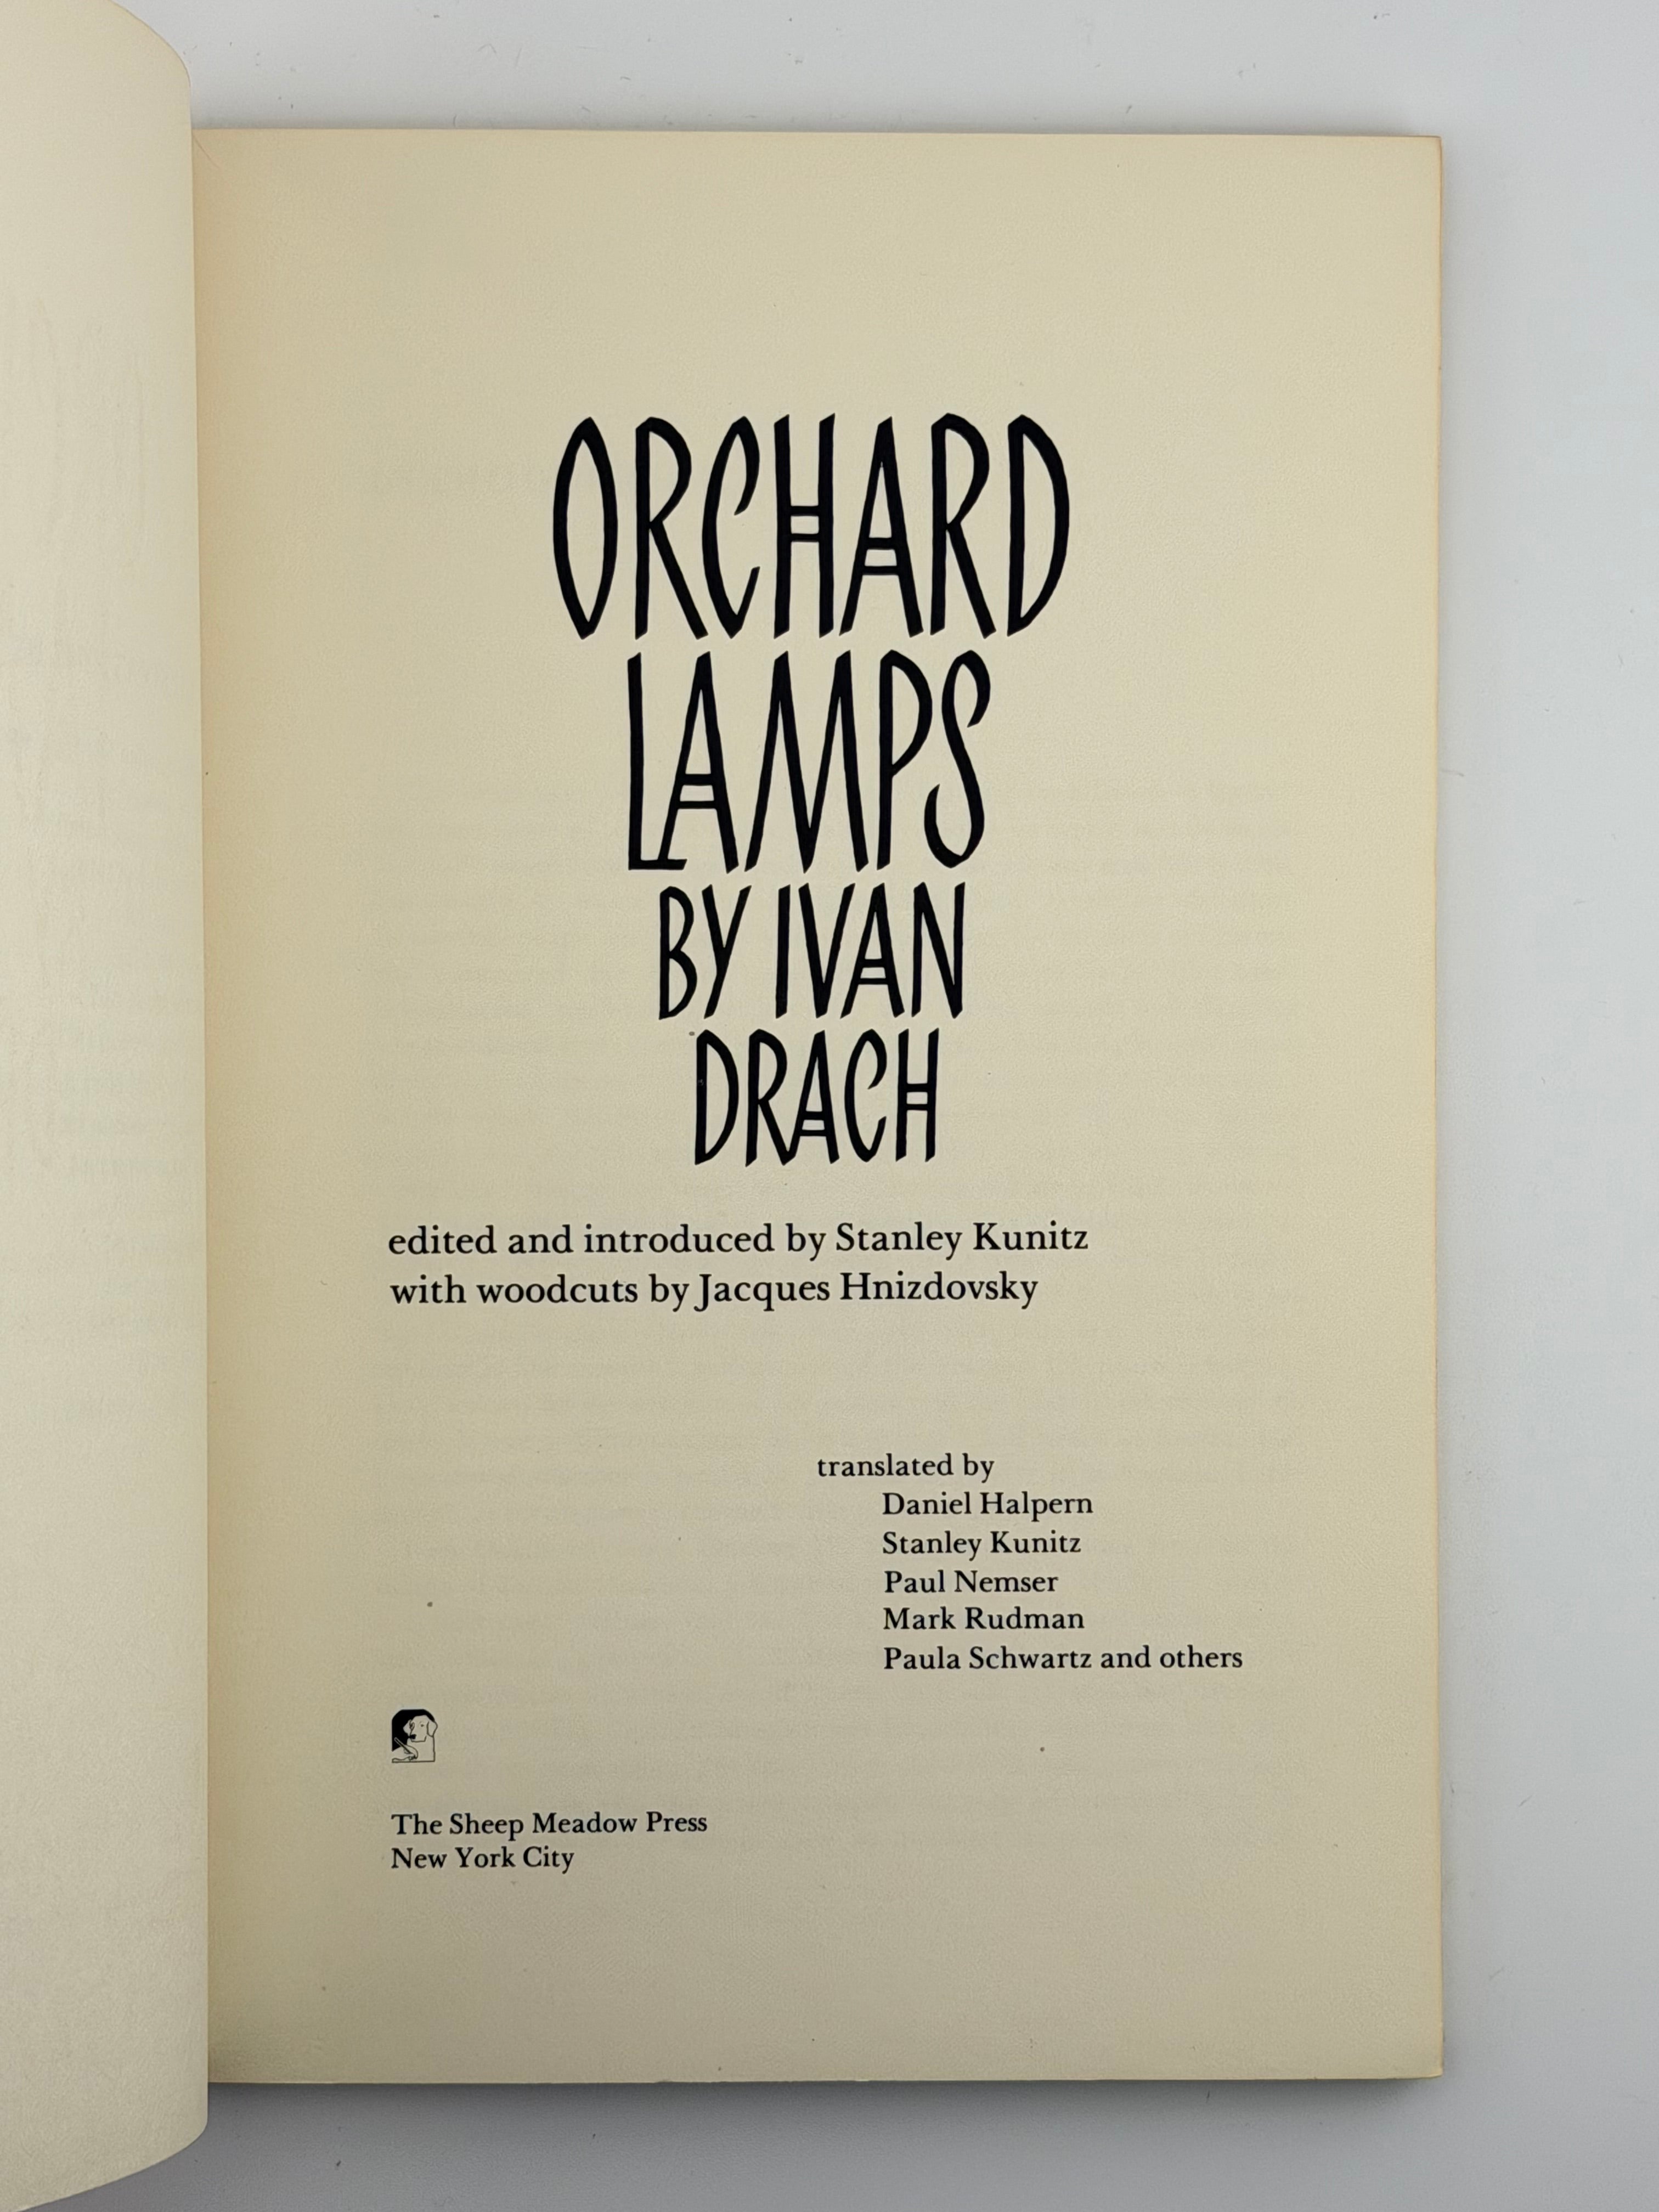 ORCHARD
LAMPS
BY IVAN
DRACH
edited and introduced by Stanley Kunitz
with woodcuts by Jacques Hnizdovsky
translated by
Daniel Halpern
Stanley Kunitz
Paul Nemser
Mark Rudman
Paula Schwartz and others
The Sheep Meadow Press
New York City